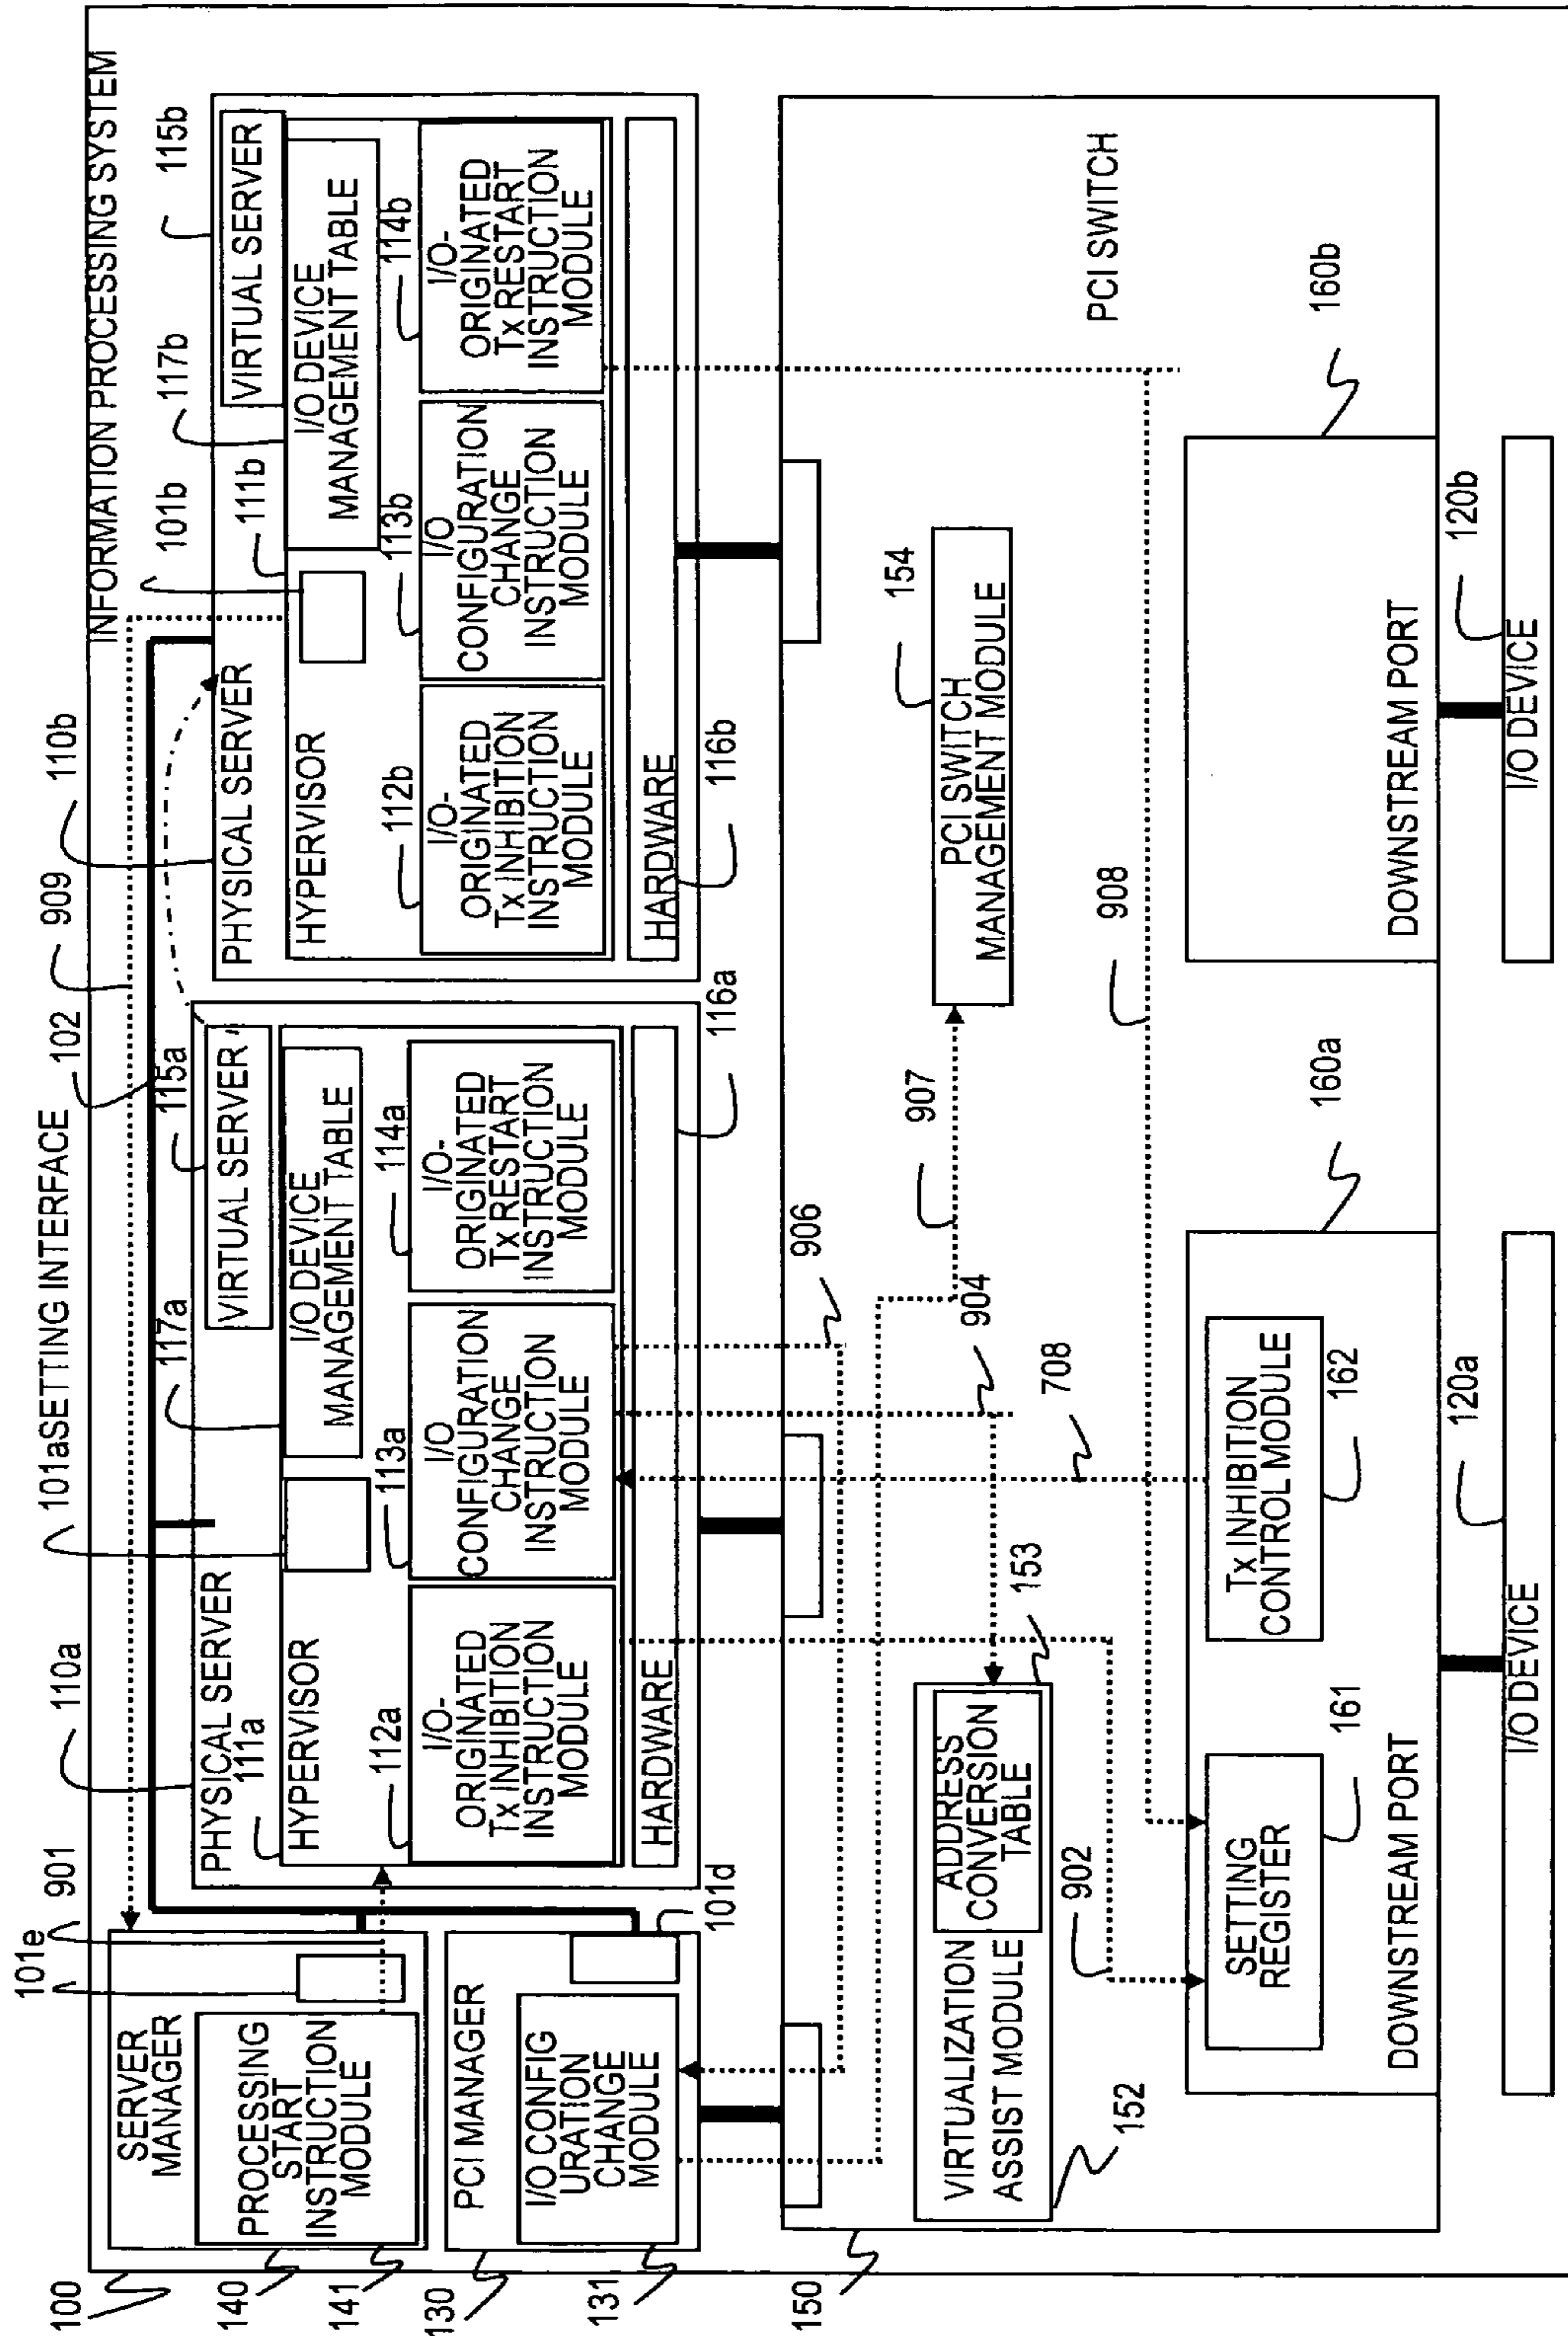 INFORMATION PROCESSING SYSTEM
100
140
141
130
131
150
SERVER
MANAGER
PROCESSING
START
INSTRUCTION
MODULE
101e
901
PCI MANAGER
I/O CONFIG
URATION
CHANGE
MODULE
101d
110a
PHYSICAL SERVER
111a
HYPERVISOR
101aSETTING INTERFACE
102
909
117a
115a
VIRTUAL SERVER
I/O DEVICE
MANAGEMENT TABLE
112a
I/O-
ORIGINATED
Tx INHIBITION
INSTRUCTION
MODULE
113a
I/O
CONFIGURATION
CHANGE
INSTRUCTION
MODULE
114a
I/O-
ORIGINATED
Tx RESTART
INSTRUCTION
MODULE
HARDWARE
116a
110b
PHYSICAL SERVER
HYPERVISOR
101b
111b
117b
115b
VIRTUAL SERVER
I/O DEVICE
MANAGEMENT TABLE
112b
I/O-
ORIGINATED
Tx INHIBITION
INSTRUCTION
MODULE
113b
I/O
CONFIGURATION
CHANGE
INSTRUCTION
MODULE
114b
I/O-
ORIGINATED
Tx RESTART
INSTRUCTION
MODULE
HARDWARE
116b
PCI SWITCH
906
904
708
907
908
902
154
PCI SWITCH
MANAGEMENT MODULE
VIRTUALIZATION
ASSIST MODULE
152
ADDRESS
CONVERSION
TABLE
153
SETTING
REGISTER
161
Tx INHIBITION
CONTROL MODULE
162
DOWNSTREAM PORT
160a
DOWNSTREAM PORT
160b
I/O DEVICE
120a
I/O DEVICE
120b